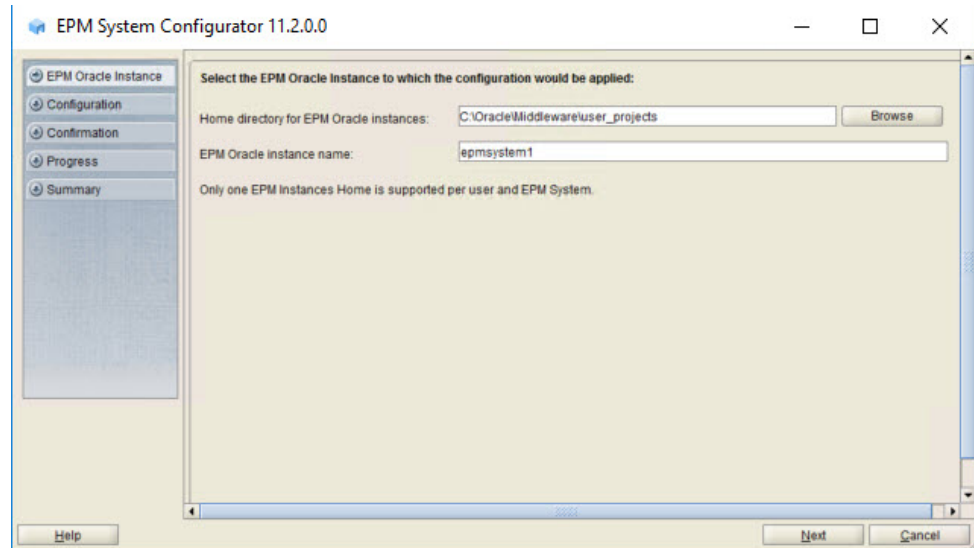 EPM System Configurator 11.2.0.0
EPM Oracle Instance
Configuration
Confirmation
Progress
Summary
Select the EPM Oracle Instance to which the configuration would be applied:
Home directory for EPM Oracle instances:
C:\Oracle\Middleware\user_projects
Browse
EPM Oracle instance name:
epmsystem1
Only one EPM Instances Home is supported per user and EPM System.
Help
Next
Cancel